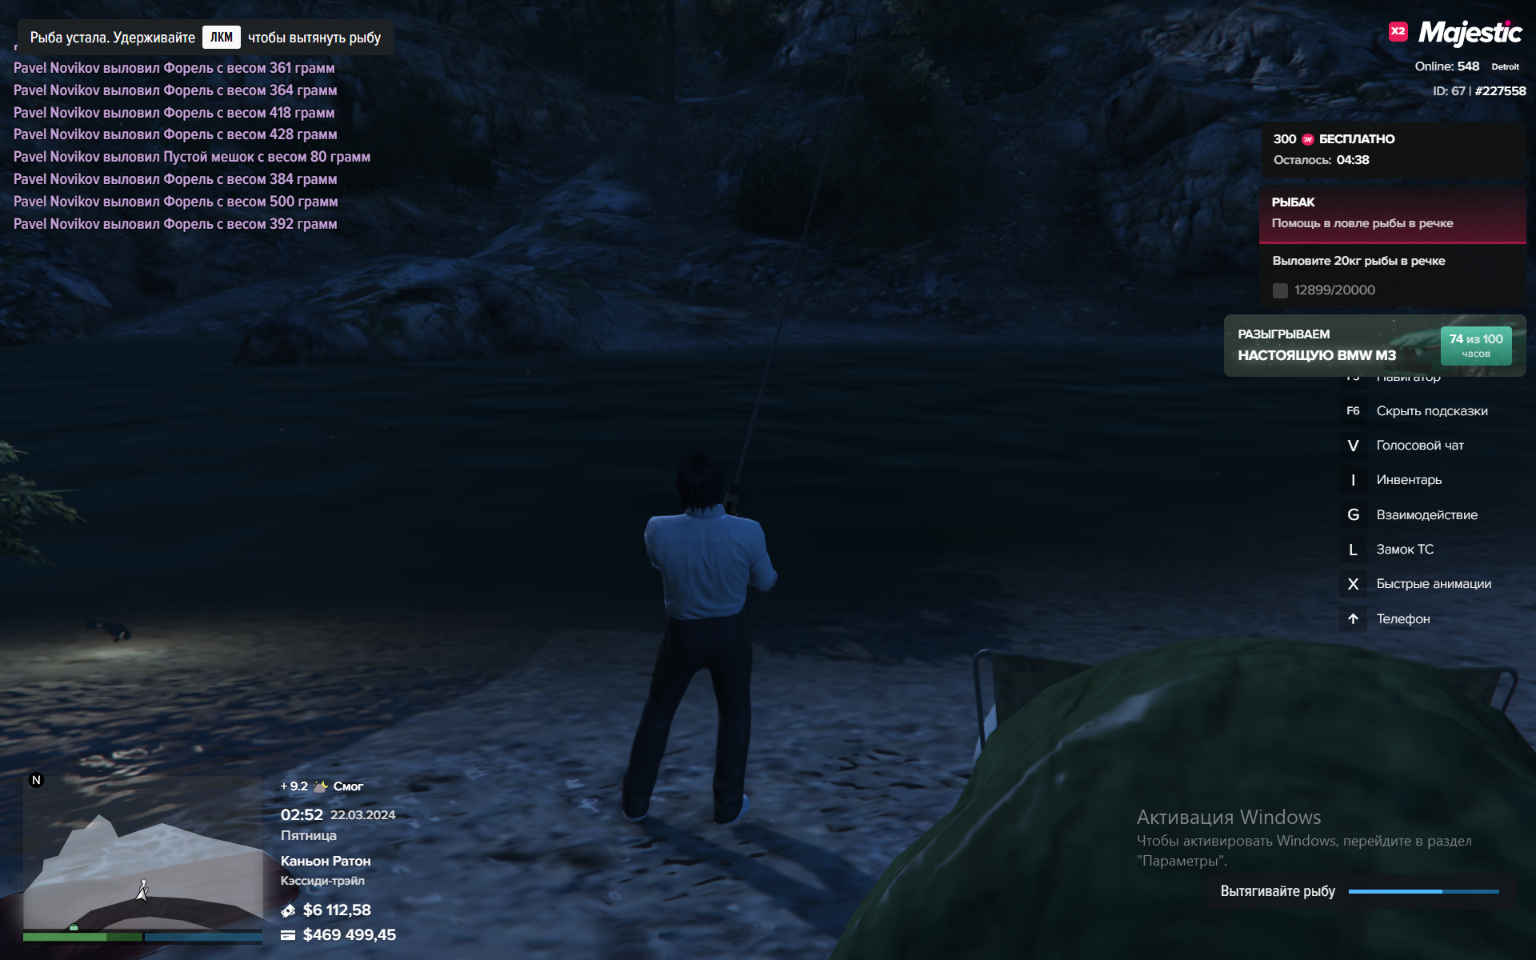 Рыба устала. Удерживайте ЛКМ чтобы вытянуть рыбу
Pavel Novikov выловил Форель с весом 361 грамм
Pavel Novikov выловил Форель с весом 364 грамм
Pavel Novikov выловил Форель с весом 418 грамм
Pavel Novikov выловил Форель с весом 428 грамм
Pavel Novikov выловил Пустой мешок с весом 80 грамм
Pavel Novikov выловил Форель с весом 384 грамм
Pavel Novikov выловил Форель с весом 500 грамм
Pavel Novikov выловил Форель с весом 392 грамм
X2 Majestic
Online: 548 Detroit
ID: 67 | #227558
300 БЕСПЛАТНО
Осталось: 04:38
РЫБАК
Помощь в ловле рыбы в речке
Выловите 20кг рыбы в речке
12899/20000
РАЗЫГРЫВАЕМ
НАСТОЯЩУЮ BMW M3
74 из 100
часов
Навигатор
F6 Скрыть подсказки
V Голосовой чат
I Инвентарь
G Взаимодействие
L Замок ТС
X Быстрые анимации
Телефон
N
+ 9.2 Смог
02:52 22.03.2024
Пятница
Каньон Ратон
Кэссиди-трэйл
$6 112,58
$469 499,45
Активация Windows
Чтобы активировать Windows, перейдите в раздел
"Параметры".
Вытягивайте рыбу